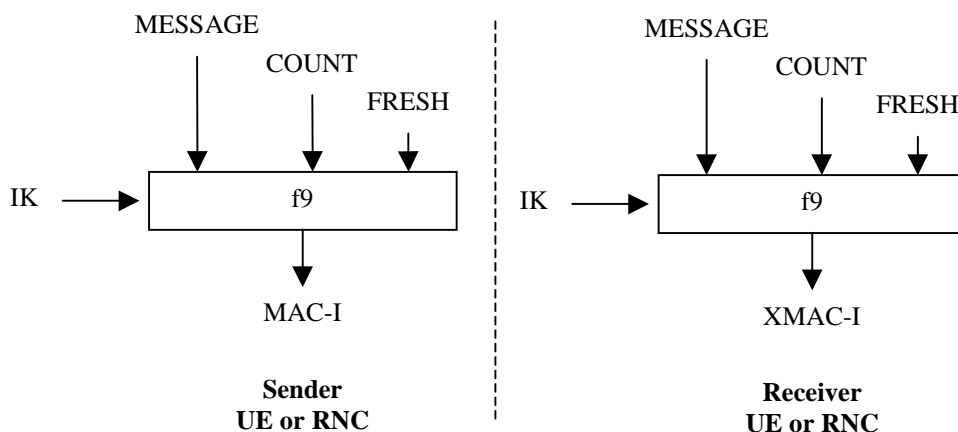 MESSAGE
COUNT
FRESH
IK
f9
MAC-I
Sender
UE or RNC
MESSAGE
COUNT
FRESH
IK
f9
XMAC-I
Receiver
UE or RNC